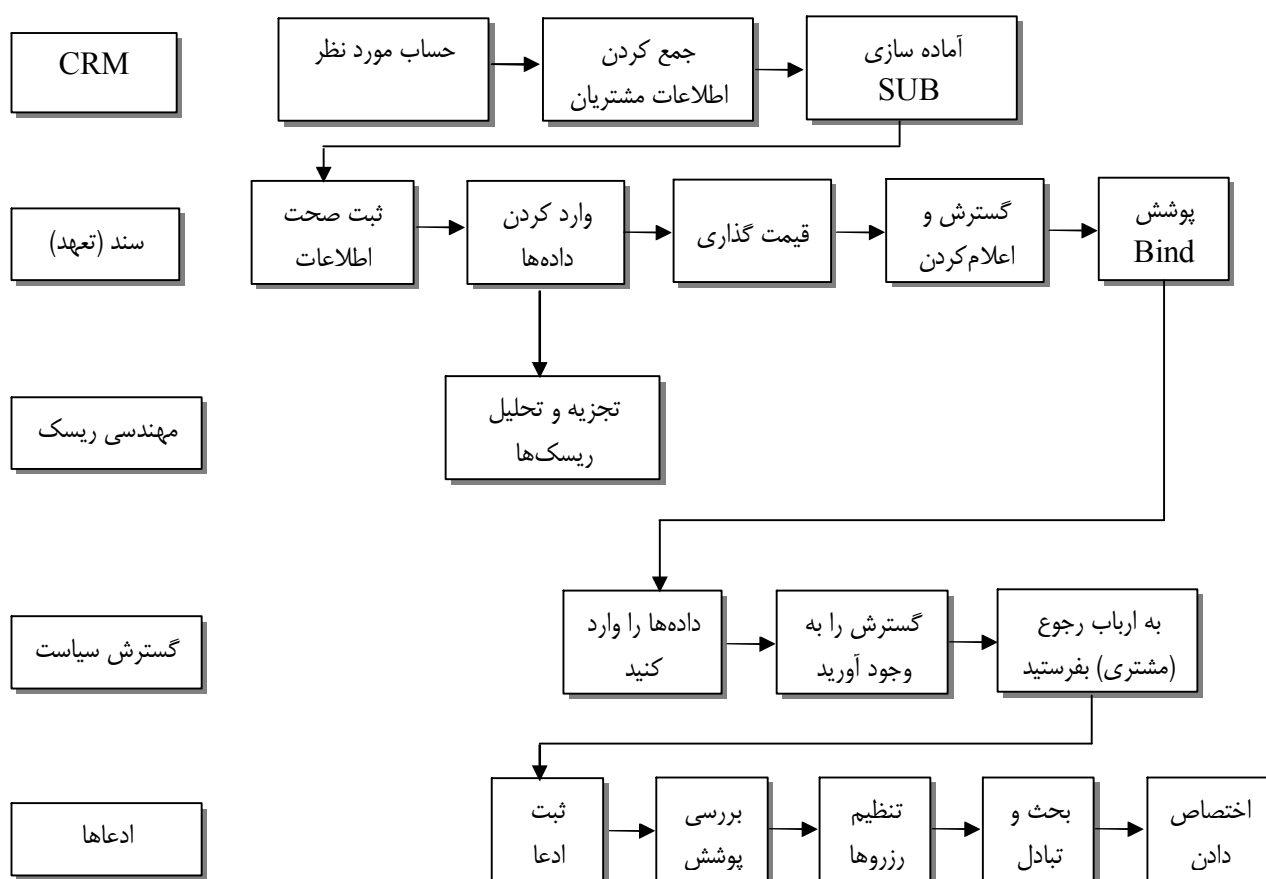 CRM
حساب مورد نظر
جمع کردن
اطلاعات مشتریان
آماده سازی
SUB
سند (تعهد)
ثبت صحت
اطلاعات
وارد کردن
داده‌ها
قیمت گذاری
گسترش و
اعلام‌کردن
پوشش
Bind
مهندسی ریسک
تجزیه و تحلیل
ریسک‌ها
گسترش سیاست
داده‌ها را وارد
کنید
گسترش را به
وجود آورید
به ارباب رجوع
(مشتری) بفرستید
ادعاها
ثبت
ادعا
بررسی
پوشش
تنظیم
رزروها
بحث و
تبادل
اختصاص
دادن